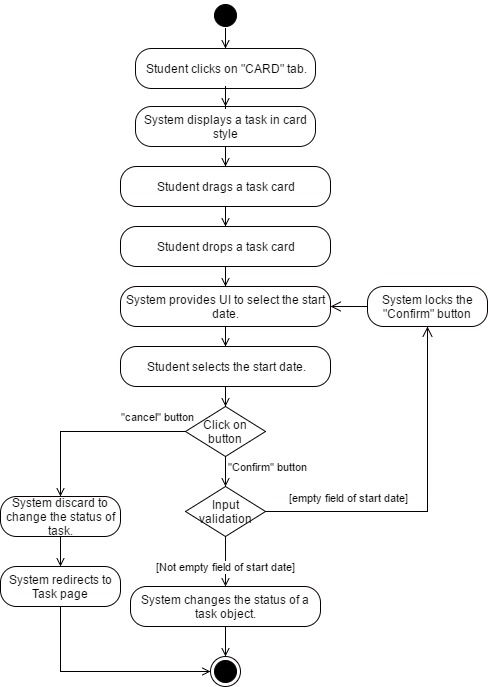 Student clicks on "CARD" tab.
System displays a task in card
style
Student drags a task card
Student drops a task card
System provides UI to select the start
date.
System locks the
"Confirm" button
Student selects the start date.
"cancel" button
Click on
button
"Confirm" button
[empty field of start date]
Input
validation
System discard to
change the status of
task.
[Not empty field of start date]
System redirects to
Task page
System changes the status of a
task object.